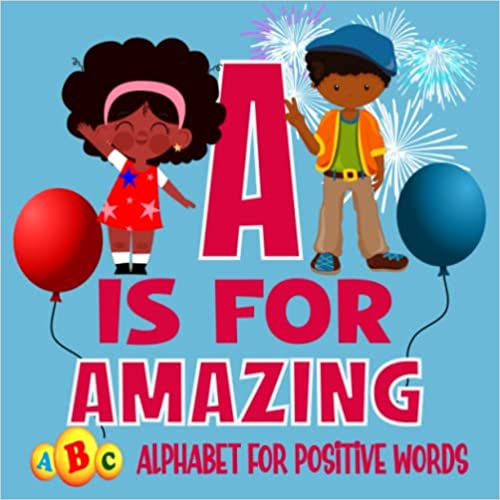 A
IS FOR
AMAZING
ABC ALPHABET FOR POSITIVE WORDS